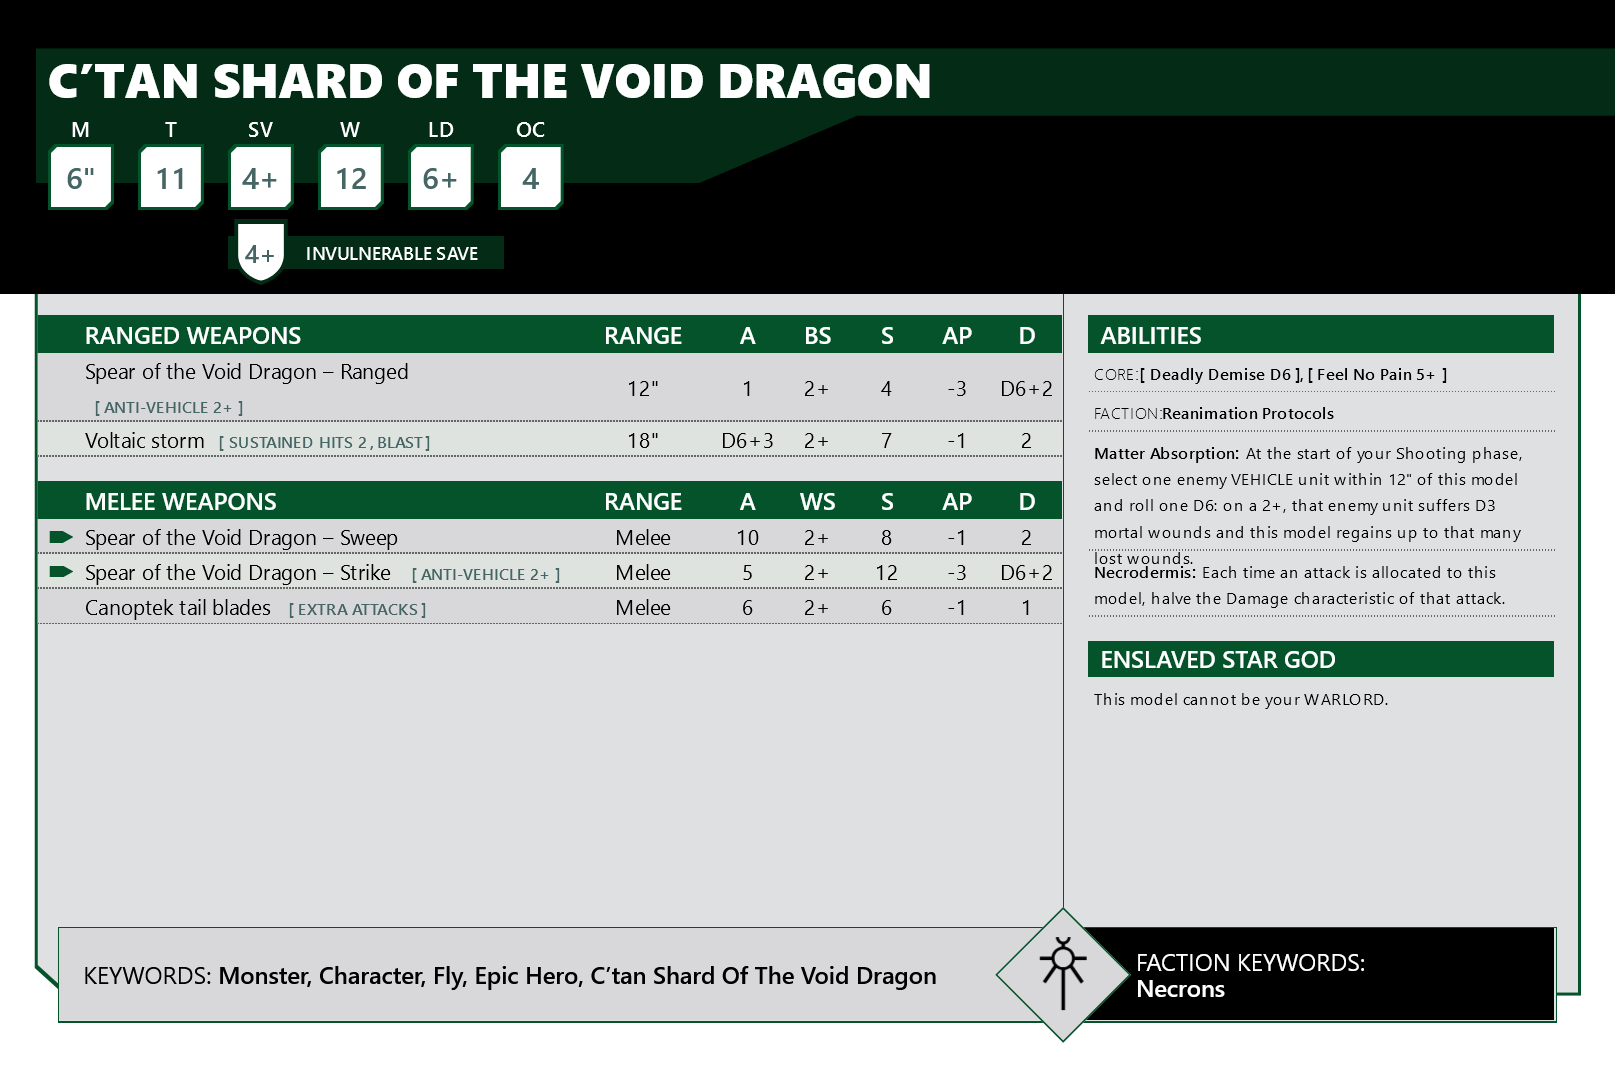 C’TAN SHARD OF THE VOID DRAGON
M T SV W LD OC
6" 11 4+ 12 6+ 4
4+ INVULNERABLE SAVE
RANGED WEAPONS RANGE A BS S AP D
Spear of the Void Dragon – Ranged
[ ANTI-VEHICLE 2+ ] 12" 1 2+ 4 -3 D6+2
Voltaic storm [ SUSTAINED HITS 2 , BLAST ] 18" D6+3 2+ 7 -1 2
MELEE WEAPONS RANGE A WS S AP D
Spear of the Void Dragon – Sweep Melee 10 2+ 8 -1 2
Spear of the Void Dragon – Strike [ ANTI-VEHICLE 2+ ] Melee 5 2+ 12 -3 D6+2
Canoptek tail blades [ EXTRA ATTACKS ] Melee 6 2+ 6 -1 1
ABILITIES
CORE:[ Deadly Demise D6 ], [ Feel No Pain 5+ ]
FACTION:Reanimation Protocols
Matter Absorption: At the start of your Shooting phase,
select one enemy VEHICLE unit within 12" of this model
and roll one D6: on a 2+, that enemy unit suffers D3
mortal wounds and this model regains up to that many
lost wounds.
Necrodermis: Each time an attack is allocated to this
model, halve the Damage characteristic of that attack.
ENSLAVED STAR GOD
This model cannot be your WARLORD.
KEYWORDS: Monster, Character, Fly, Epic Hero, C’tan Shard Of The Void Dragon
FACTION KEYWORDS:
Necrons